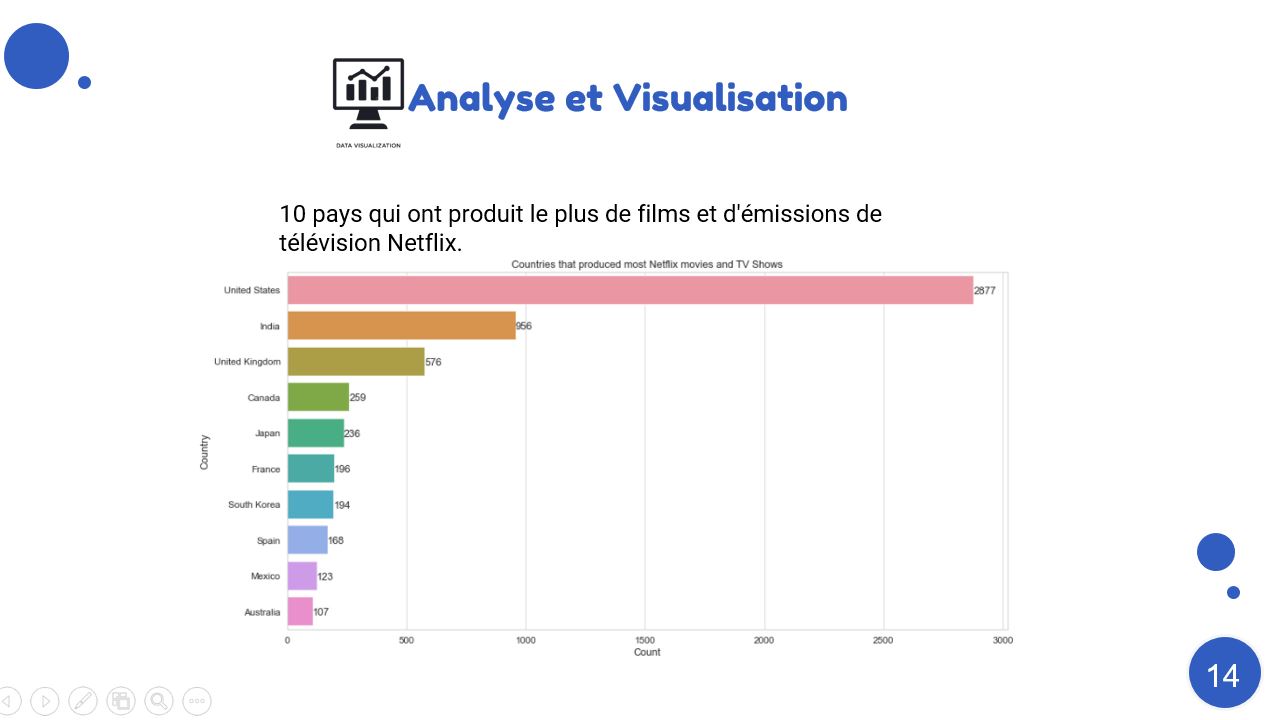 Analyse et Visualisation
DATA VISUALIZATION
10 pays qui ont produit le plus de films et d'émissions de
télévision Netflix.
Countries that produced most Netflix movies and TV Shows
United States 2877
India 956
United Kingdom 576
Canada 259
Japan 236
France 196
South Korea 194
Spain 168
Mexico 123
Australia 107
Country
0 500 1000 1500 2000 2500 3000
Count
14